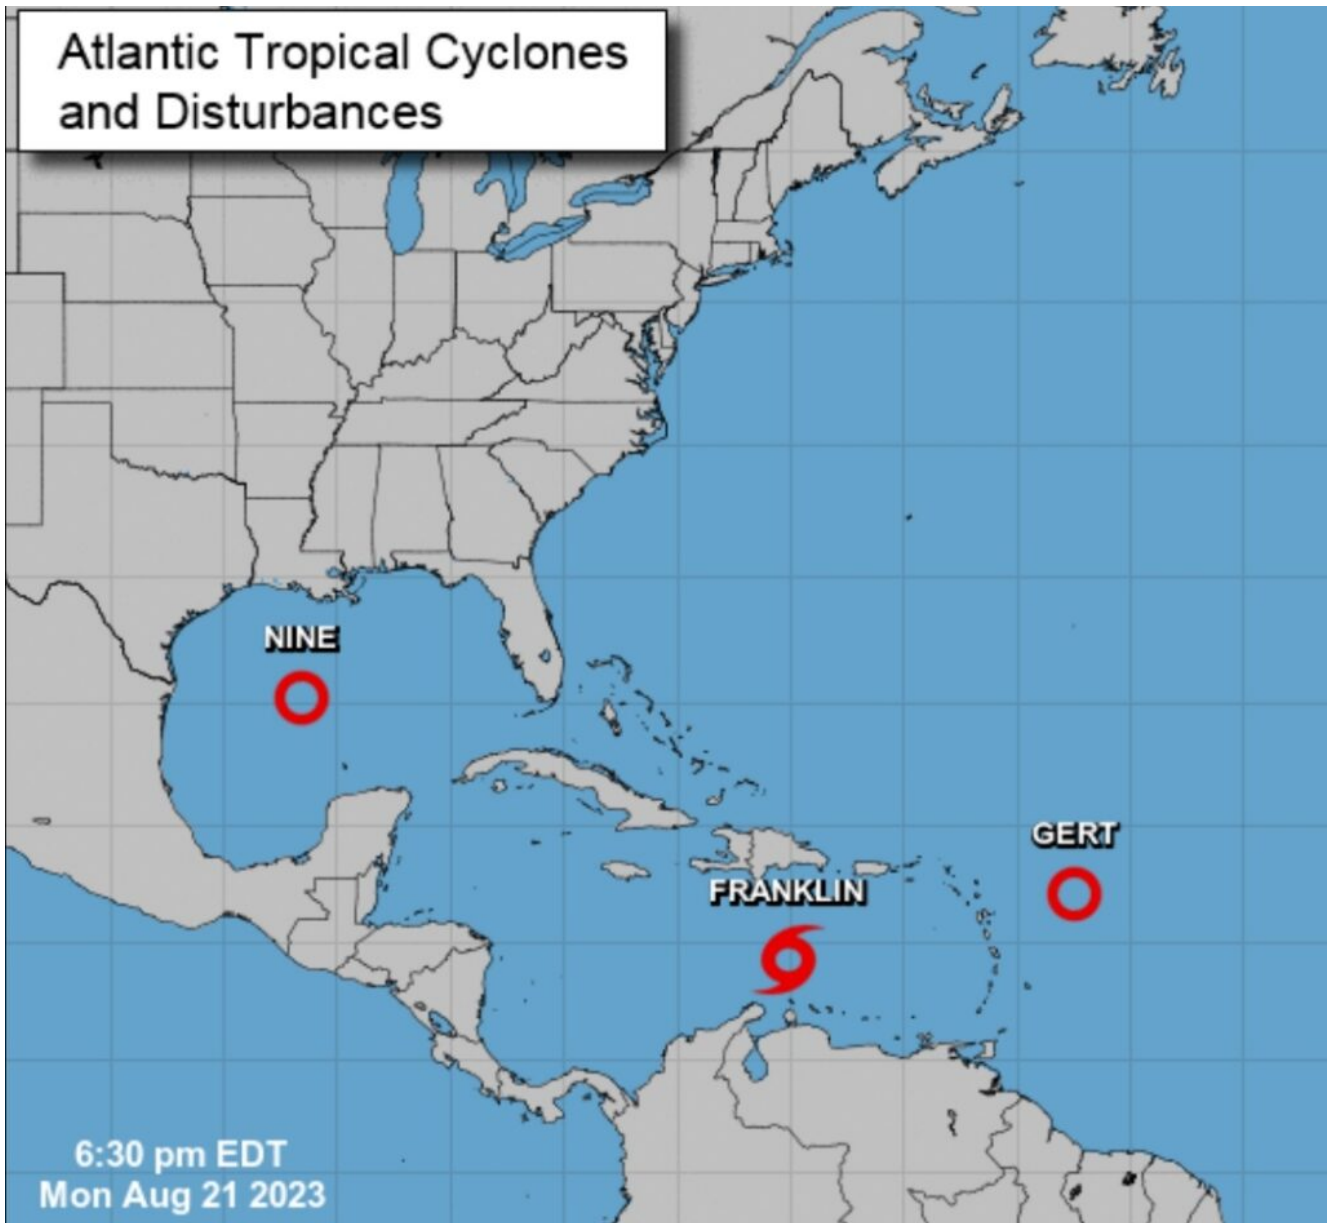 Atlantic Tropical Cyclones
and Disturbances
NINE
GERT
FRANKLIN
6:30 pm EDT
Mon Aug 21 2023